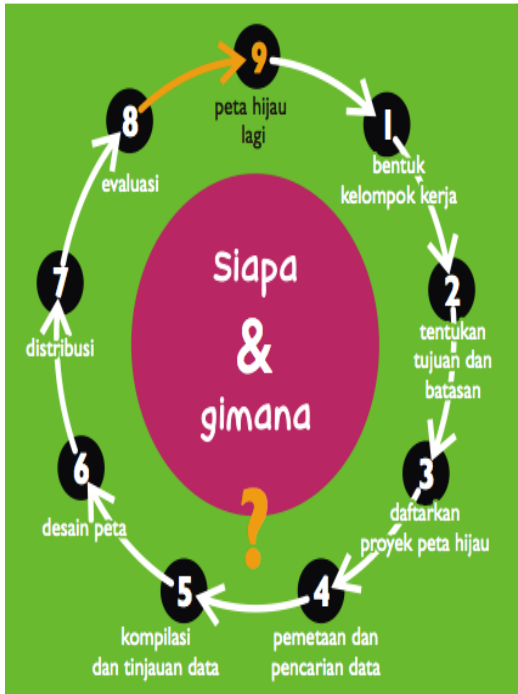 Siapa
&
gimana
?
1
bentuk
kelompok kerja
2
tentukan
tujuan dan
batasan
3
daftarkan
proyek peta hijau
4
pemetaan dan
pencarian data
5
kompilasi
dan tinjauan data
6
desain peta
7
distribusi
8
evaluasi
9
peta hijau
lagi